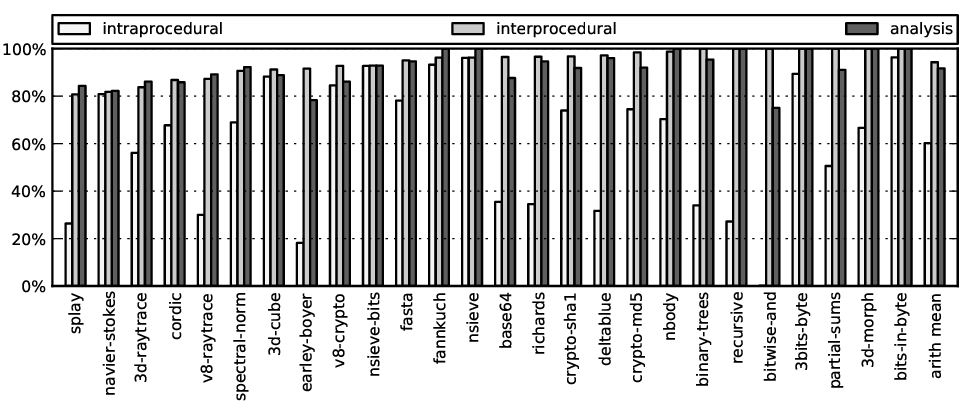 intraprocedural interprocedural analysis
100%
80%
60%
40%
20%
0%
splay
navier-stokes
3d-raytrace
cordic
v8-raytrace
spectral-norm
3d-cube
earley-boyer
v8-crypto
nsieve-bits
fasta
fannkuch
nsieve
base64
richards
crypto-sha1
deltablue
crypto-md5
nbody
binary-trees
recursive
bitwise-and
3bits-byte
partial-sums
3d-morph
bits-in-byte
arith mean